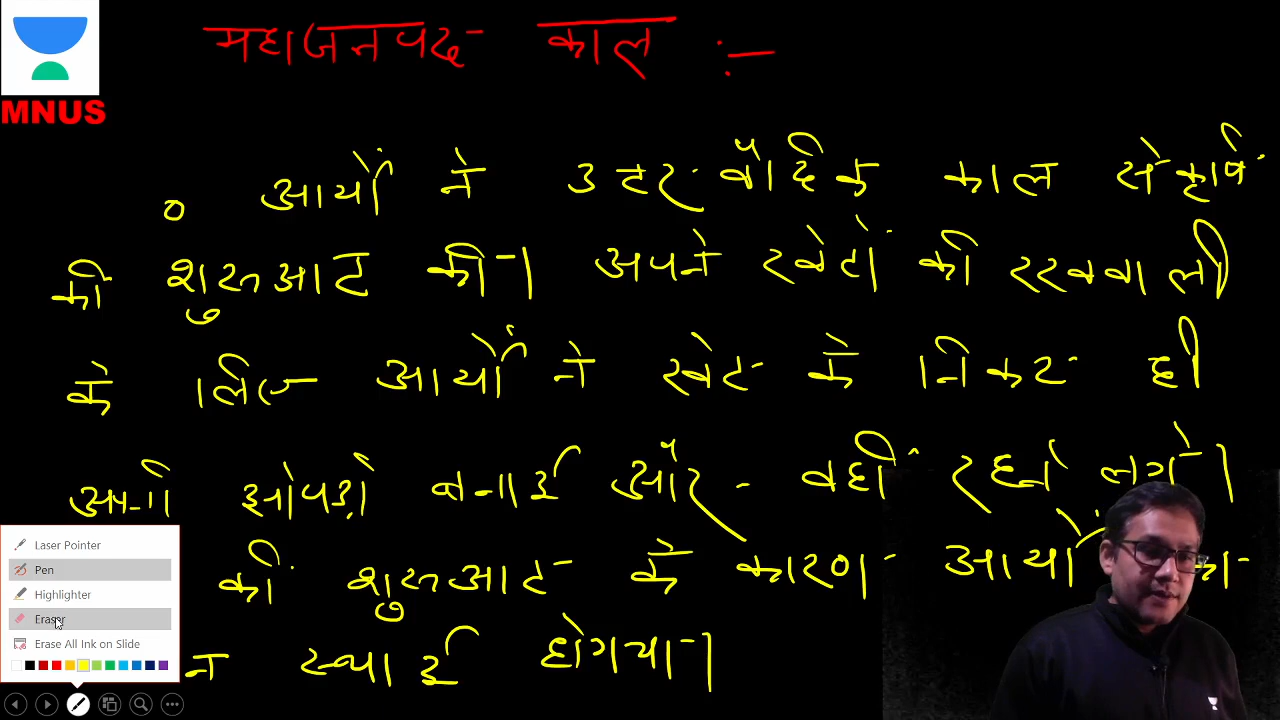 MNUS
महाजनपद काल :-
० आर्यों ने उत्तर वैदिक काल से कृषि
की शुरूआत की। अपने खेतों की रखवाली
के लिए आर्यों ने खेत के निकट ही
अपनी झोपड़ी बनाई और वहीं रहने लगे।
की शुरूआत के कारण आर्यों का
न स्थाई होगया।
Laser Pointer
Pen
Highlighter
Eraser
Erase All Ink on Slide